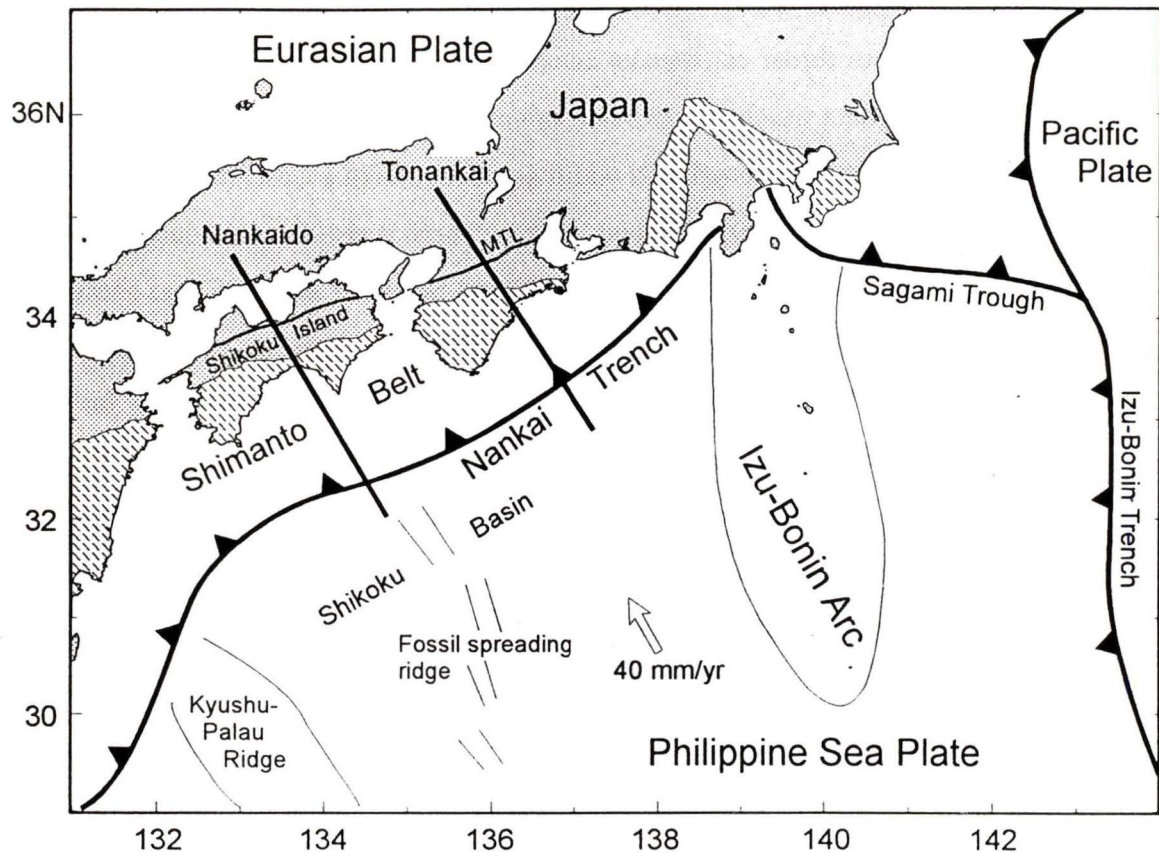 Eurasian Plate
Japan
Pacific
Plate
36N
Tonankai
Nankaido
MTL
34
Shikoku Island
Sagami Trough
Belt
Shimanto
Nankai Trench
Izu-Bonin Trench
32
Basin
Shikoku
Izu-Bonin Arc
Fossil spreading
ridge
40 mm/yr
30
Kyushu-
Palau
Ridge
Philippine Sea Plate
132 134 136 138 140 142